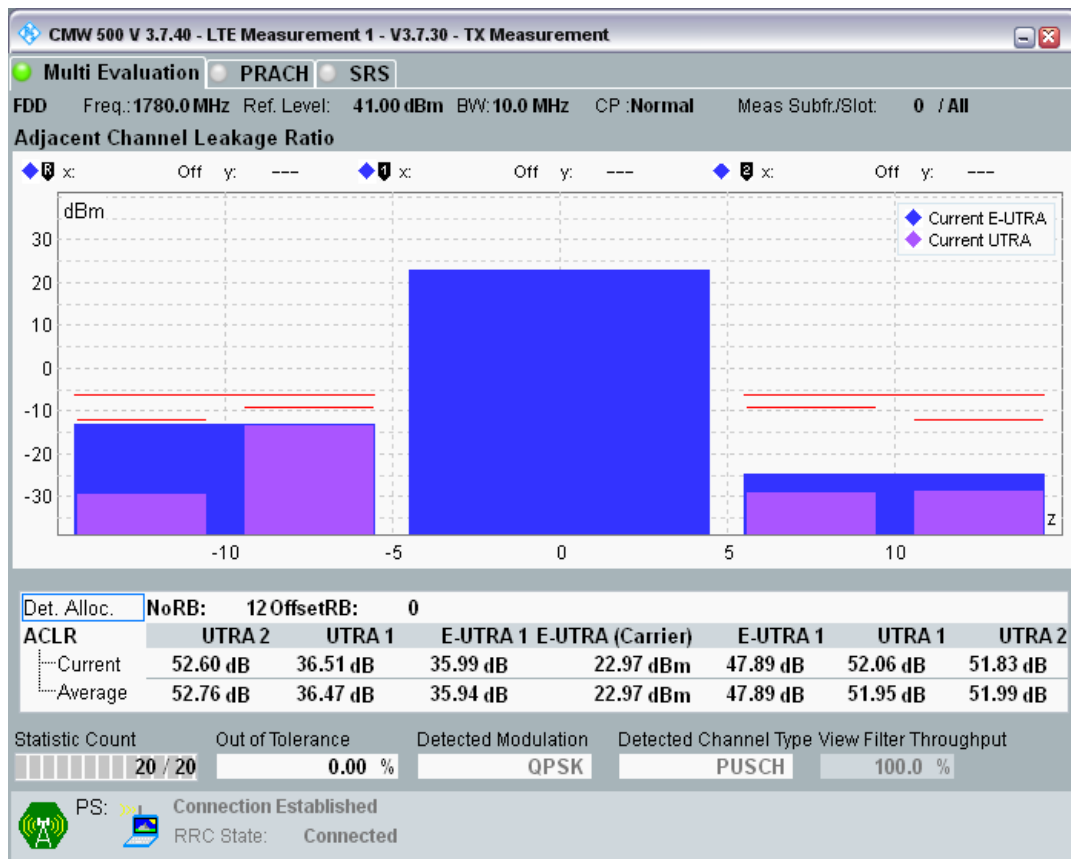 CMW 500 V 3.7.40 - LTE Measurement 1 - V3.7.30 - TX Measurement
Multi Evaluation PRACH SRS
FDD Freq.:1780.0 MHz Ref. Level: 41.00 dBm BW:10.0 MHz CP :Normal Meas Subfr./Slot: 0 / All
Adjacent Channel Leakage Ratio
R x: Off y: --- 1 x: Off y: --- 2 x: Off y: ---
dBm
Current E-UTRA
Current UTRA
30
20
10
0
-10
-20
-30
z
-10 -5 0 5 10
Det. Alloc. NoRB: 12 OffsetRB: 0
ACLR UTRA 2 UTRA 1 E-UTRA 1 E-UTRA (Carrier) E-UTRA 1 UTRA 1 UTRA 2
Current 52.60 dB 36.51 dB 35.99 dB 22.97 dBm 47.89 dB 52.06 dB 51.83 dB
Average 52.76 dB 36.47 dB 35.94 dB 22.97 dBm 47.89 dB 51.95 dB 51.99 dB
Statistic Count Out of Tolerance Detected Modulation Detected Channel Type View Filter Throughput
20 / 20 0.00 % QPSK PUSCH 100.0 %
PS: Connection Established
RRC State: Connected